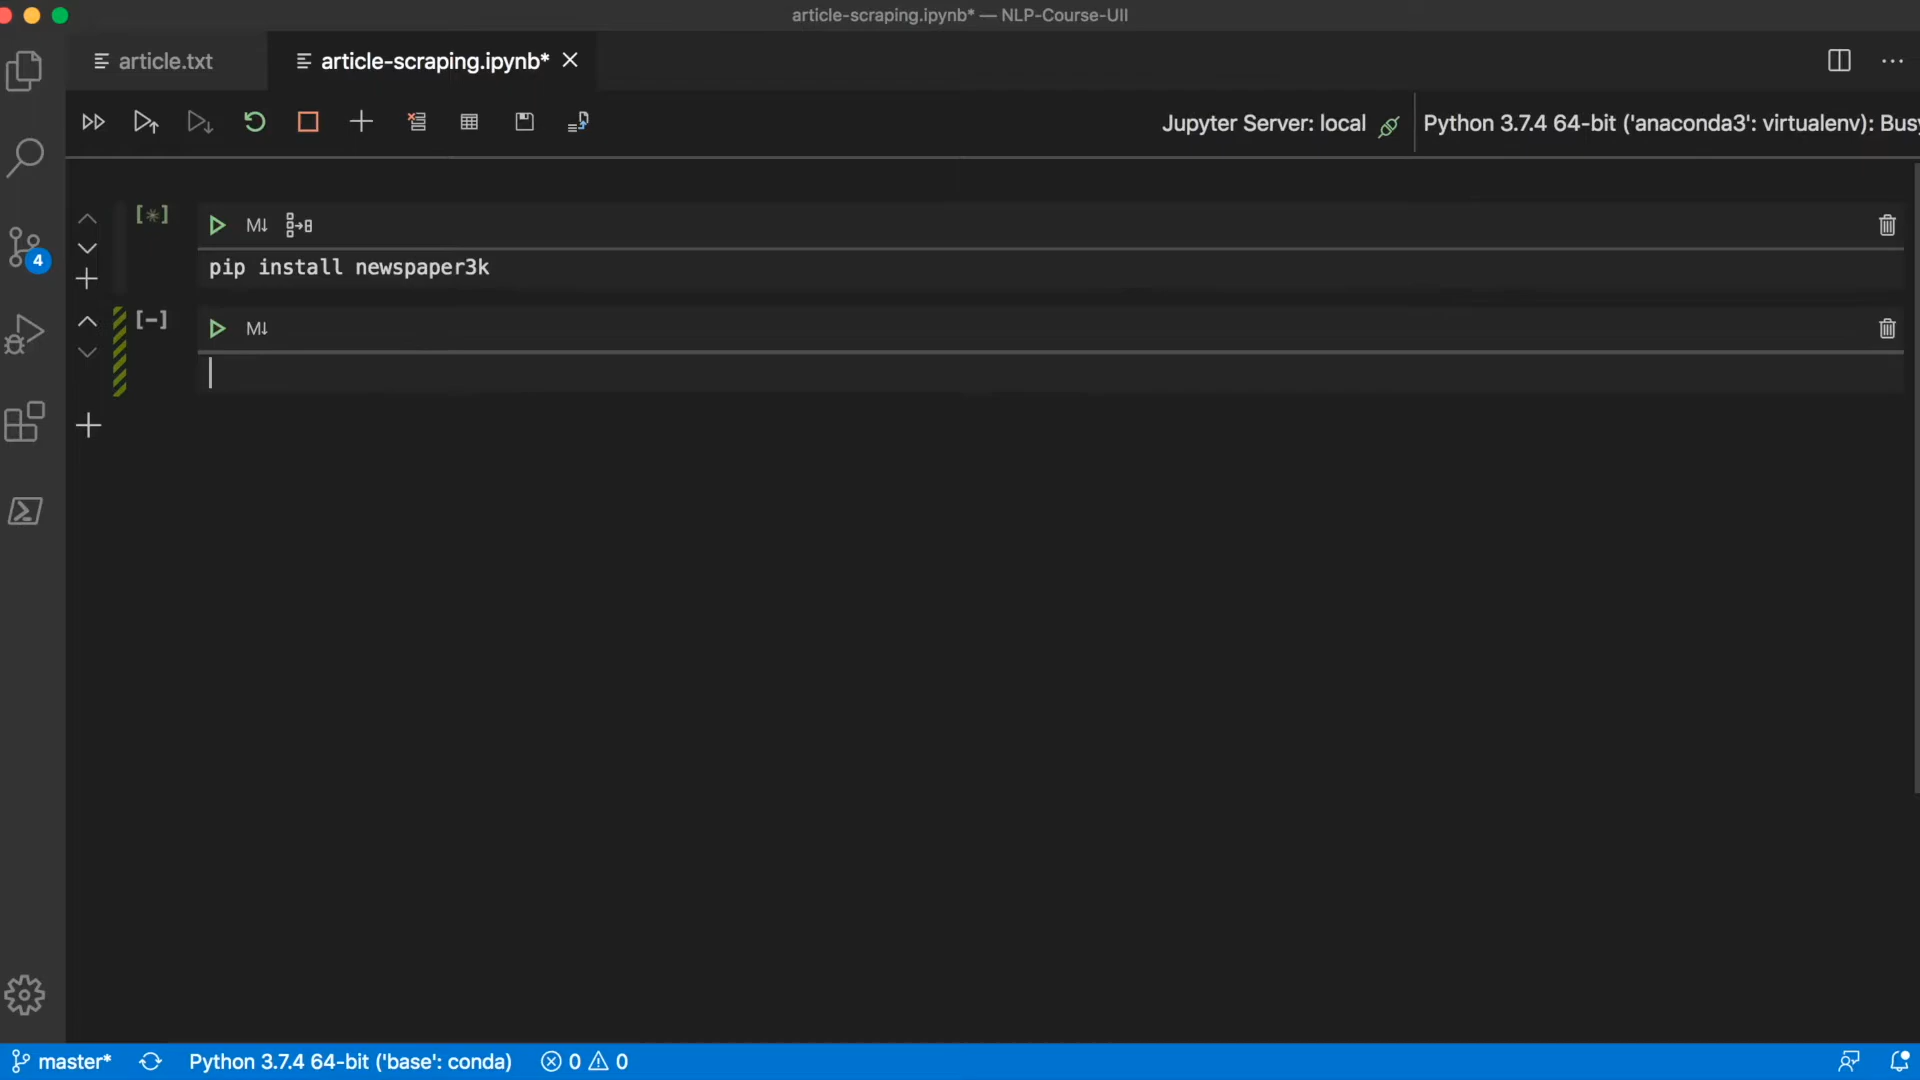 article-scraping.ipynb* — NLP-Course-UII
article.txt
article-scraping.ipynb*
Jupyter Server: local
Python 3.7.4 64-bit ('anaconda3': virtualenv): Busy
[*]
M↓
pip install newspaper3k
4
[-]
M↓
master*
Python 3.7.4 64-bit ('base': conda)
0
0